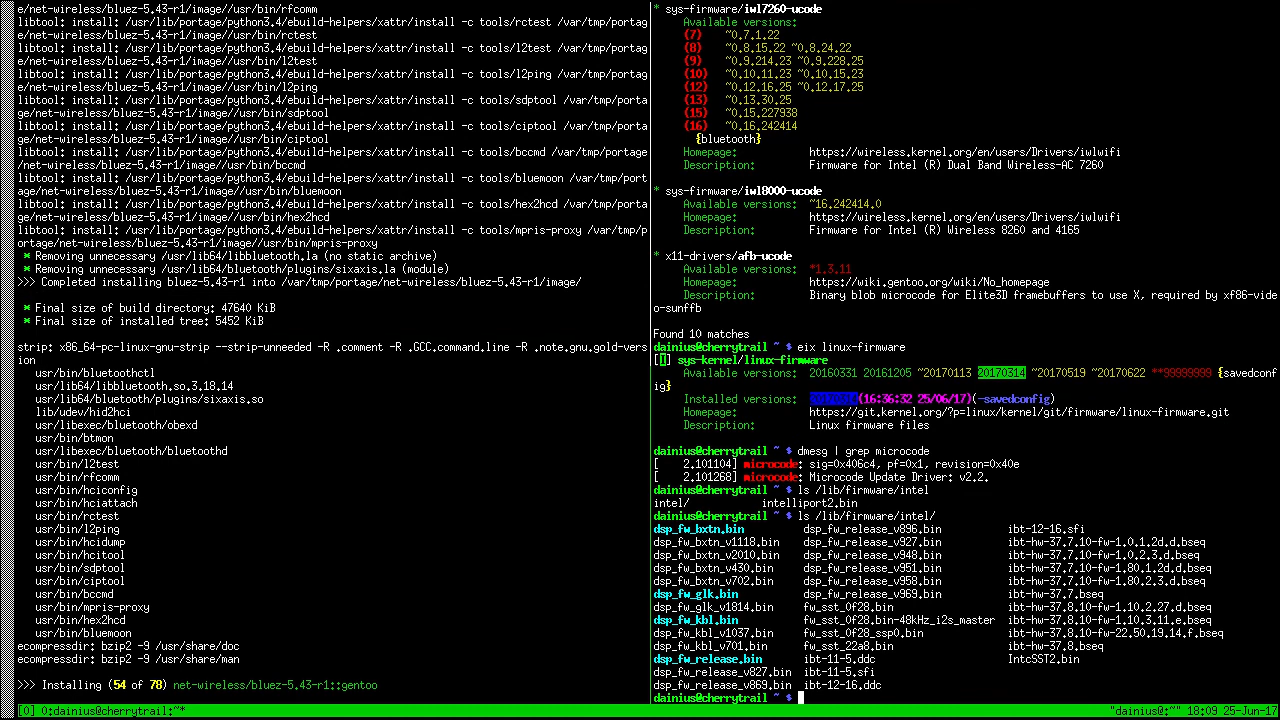 e/net-wireless/bluez-5.43-r1/image//usr/bin/rfcomm
libtool: install: /usr/lib/portage/python3.4/ebuild-helpers/xattr/install -c tools/rctest /var/tmp/porta
ge/net-wireless/bluez-5.43-r1/image//usr/bin/rctest
libtool: install: /usr/lib/portage/python3.4/ebuild-helpers/xattr/install -c tools/l2test /var/tmp/porta
ge/net-wireless/bluez-5.43-r1/image//usr/bin/l2test
libtool: install: /usr/lib/portage/python3.4/ebuild-helpers/xattr/install -c tools/l2ping /var/tmp/porta
ge/net-wireless/bluez-5.43-r1/image//usr/bin/l2ping
libtool: install: /usr/lib/portage/python3.4/ebuild-helpers/xattr/install -c tools/sdptool /var/tmp/port
age/net-wireless/bluez-5.43-r1/image//usr/bin/sdptool
libtool: install: /usr/lib/portage/python3.4/ebuild-helpers/xattr/install -c tools/ciptool /var/tmp/port
age/net-wireless/bluez-5.43-r1/image//usr/bin/ciptool
libtool: install: /usr/lib/portage/python3.4/ebuild-helpers/xattr/install -c tools/bccmd /var/tmp/portag
e/net-wireless/bluez-5.43-r1/image//usr/bin/bccmd
libtool: install: /usr/lib/portage/python3.4/ebuild-helpers/xattr/install -c tools/bluemoon /var/tmp/port
age/net-wireless/bluez-5.43-r1/image//usr/bin/bluemoon
libtool: install: /usr/lib/portage/python3.4/ebuild-helpers/xattr/install -c tools/hex2hcd /var/tmp/port
age/net-wireless/bluez-5.43-r1/image//usr/bin/hex2hcd
libtool: install: /usr/lib/portage/python3.4/ebuild-helpers/xattr/install -c tools/mpris-proxy /var/tmp/p
ortage/net-wireless/bluez-5.43-r1/image//usr/bin/mpris-proxy
* Removing unnecessary /usr/lib64/libbluetooth.la (no static archive)
* Removing unnecessary /usr/lib64/bluetooth/plugins/sixaxis.la (module)
>>> Completed installing bluez-5.43-r1 into /var/tmp/portage/net-wireless/bluez-5.43-r1/image/
* Final size of build directory: 47640 KiB
* Final size of installed tree: 5452 KiB
strip: x86_64-pc-linux-gnu-strip --strip-unneeded -R .comment -R .GCC.command.line -R .note.gnu.gold-vers
ion
usr/bin/bluetoothctl
usr/lib64/libbluetooth.so.3.18.14
usr/lib64/bluetooth/plugins/sixaxis.so
lib/udev/hid2hci
usr/libexec/bluetooth/obexd
usr/bin/btmon
usr/libexec/bluetooth/bluetoothd
usr/bin/l2test
usr/bin/rfcomm
usr/bin/hciconfig
usr/bin/hciattach
usr/bin/rctest
usr/bin/l2ping
usr/bin/hcidump
usr/bin/hcitool
usr/bin/sdptool
usr/bin/ciptool
usr/bin/bccmd
usr/bin/mpris-proxy
usr/bin/hex2hcd
usr/bin/bluemoon
ecompressdir: bzip2 -9 /usr/share/doc
ecompressdir: bzip2 -9 /usr/share/man
>>> Installing (54 of 78) net-wireless/bluez-5.43-r1::gentoo
* sys-firmware/iwl7260-ucode
Available versions:
(7) ~0.7.1.22
(8) ~0.8.15.22 ~0.8.24.22
(9) ~0.9.214.23 ~0.9.228.25
(10) ~0.10.11.23 ~0.10.15.23
(12) ~0.12.16.25 ~0.12.17.25
(13) ~0.13.30.25
(15) ~0.15.227938
(16) ~0.16.242414
{bluetooth}
Homepage: https://wireless.kernel.org/en/users/Drivers/iwlwifi
Description: Firmware for Intel (R) Dual Band Wireless-AC 7260
* sys-firmware/iwl8000-ucode
Available versions: ~16.242414.0
Homepage: https://wireless.kernel.org/en/users/Drivers/iwlwifi
Description: Firmware for Intel (R) Wireless 8260 and 4165
* x11-drivers/afb-ucode
Available versions: *1.3.11
Homepage: https://wiki.gentoo.org/wiki/No_homepage
Description: Binary blob microcode for Elite3D framebuffers to use X, required by xf86-vide
o-sunffb
Found 10 matches
dainius@cherrytrail ~ $ eix linux-firmware
[I] sys-kernel/linux-firmware
Available versions: 20160331 20161205 ~20170113 20170314 ~20170519 ~20170622 **99999999 {savedconf
ig}
Installed versions: 20170314(16:36:32 25/06/17)(-savedconfig)
Homepage: https://git.kernel.org/?p=linux/kernel/git/firmware/linux-firmware.git
Description: Linux firmware files
dainius@cherrytrail ~ $ dmesg | grep microcode
[    2.101104] microcode: sig=0x406c4, pf=0x1, revision=0x40e
[    2.101268] microcode: Microcode Update Driver: v2.2.
dainius@cherrytrail ~ $ ls /lib/firmware/intel
intel/ intelliport2.bin
dainius@cherrytrail ~ $ ls /lib/firmware/intel/
dsp_fw_bxtn.bin dsp_fw_release_v896.bin ibt-12-16.sfi
dsp_fw_bxtn_v1118.bin dsp_fw_release_v927.bin ibt-hw-37.7.10-fw-1.0.1.2d.d.bseq
dsp_fw_bxtn_v2010.bin dsp_fw_release_v948.bin ibt-hw-37.7.10-fw-1.0.2.3.d.bseq
dsp_fw_bxtn_v430.bin dsp_fw_release_v951.bin ibt-hw-37.7.10-fw-1.80.1.2d.d.bseq
dsp_fw_bxtn_v702.bin dsp_fw_release_v958.bin ibt-hw-37.7.10-fw-1.80.2.3.d.bseq
dsp_fw_glk.bin dsp_fw_release_v969.bin ibt-hw-37.7.bseq
dsp_fw_glk_v1814.bin fw_sst_0f28.bin ibt-hw-37.8.10-fw-1.10.2.27.d.bseq
dsp_fw_kbl.bin fw_sst_0f28.bin-48kHz_i2s_master ibt-hw-37.8.10-fw-1.10.3.11.e.bseq
dsp_fw_kbl_v1037.bin fw_sst_0f28_ssp0.bin ibt-hw-37.8.10-fw-22.50.19.14.f.bseq
dsp_fw_kbl_v701.bin fw_sst_22a8.bin ibt-hw-37.8.bseq
dsp_fw_release.bin ibt-11-5.ddc IntcSST2.bin
dsp_fw_release_v827.bin ibt-11-5.sfi
dsp_fw_release_v869.bin ibt-12-16.ddc
dainius@cherrytrail ~ $
[0] 0:dainius@cherrytrail:~* "dainius@:~" 18:09 25-Jun-17